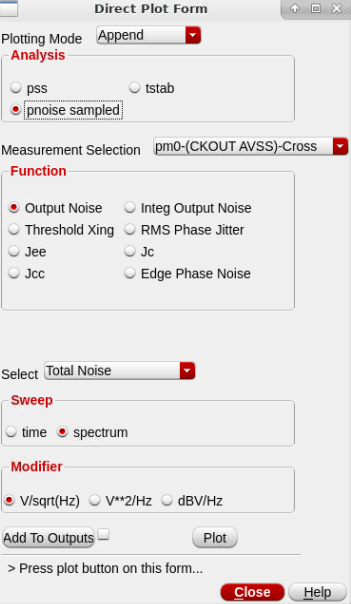 Direct Plot Form
Plotting Mode Append
Analysis
pss tstab
pnoise sampled
Measurement Selection pm0-(CKOUT AVSS)-Cross
Function
Output Noise Integ Output Noise
Threshold Xing RMS Phase Jitter
Jee Jc
Jcc Edge Phase Noise
Select Total Noise
Sweep
time spectrum
Modifier
V/sqrt(Hz) V**2/Hz dBV/Hz
Add To Outputs Plot
> Press plot button on this form...
Close Help